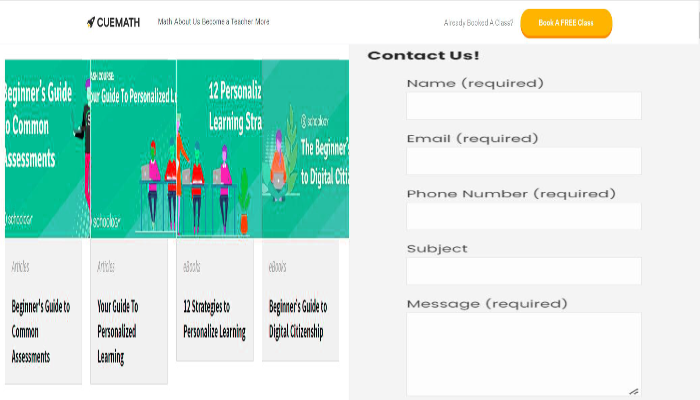 CUEMATH
Math About Us Become a Teacher More
Already Booked A Class?
Book A FREE Class
Beginner's Guide
to Common
Assessments
schoology
ASH COURSE:
our Guide To Personalized L
schoology
12 Personaliz
Learning Stra
schoology
The Beginner's
to Digital Citiz
Articles
Beginner's Guide to
Common
Assessments
Articles
Your Guide To
Personalized
Learning
eBooks
12 Strategies to
Personalize Learning
eBooks
Beginner's Guide to
Digital Citizenship
Contact Us!
Name (required)
Email (required)
Phone Number (required)
Subject
Message (required)